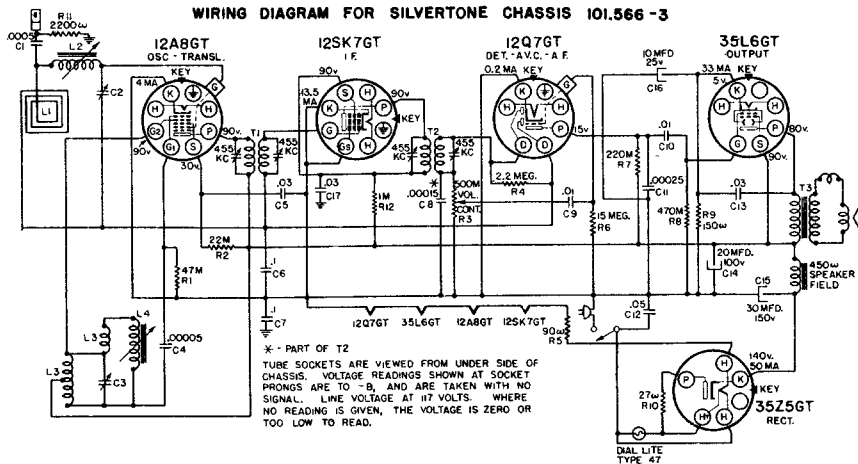 WIRING DIAGRAM FOR SILVERTONE CHASSIS 101.566-3
R11
2200ω
.0005
C1
L2
L1
C2
12A8GT
OSC.-TRANSL.
4 MA
KEY
K
G
H
H
G2
P
G1
S
90v.
90v
30v.
455
KC
T1
455
KC
12SK7GT
I F.
90v
13.5
MA
S
H
K
P
G
GS
H
90v
KEY
455
KC
T2
455
KC
12Q7GT
DET.-A.V.C.-A.F.
0.2 MA
KEY
G
K
H
H
P
D
D
15v
35L6GT
OUTPUT
10 MFD
25v
C16
33 MA
KEY
5v.
K
H
H
P
G
S
80v.
90v.
.03
C5
.03
C17
1M
R12
*
.00015
C8
500M
VOL.
CONT.
R3
2.2 MEG.
R4
.01
C9
15 MEG.
R6
220M
R7
.01
C10
.00025
C11
470M
R8
R9
150ω
.03
C13
T3
22M
R2
47M
R1
.1
C6
.1
C7
20MFD.
100v
C14
450ω
SPEAKER
FIELD
C15
30 MFD.
150v
L3
L4
L3
C3
.00005
C4
12Q7GT
35L6GT
12A8GT
12SK7GT
90ω
R5
.05
C12
* - PART OF T2
TUBE SOCKETS ARE VIEWED FROM UNDER SIDE OF
CHASSIS. VOLTAGE READINGS SHOWN AT SOCKET
PRONGS ARE TO -B, AND ARE TAKEN WITH NO
SIGNAL. LINE VOLTAGE AT 117 VOLTS. WHERE
NO READING IS GIVEN, THE VOLTAGE IS ZERO OR
TOO LOW TO READ.
27ω
R10
P
H
K
H
H
140v.
50 MA
KEY
35Z5GT
RECT.
DIAL LITE
TYPE 47